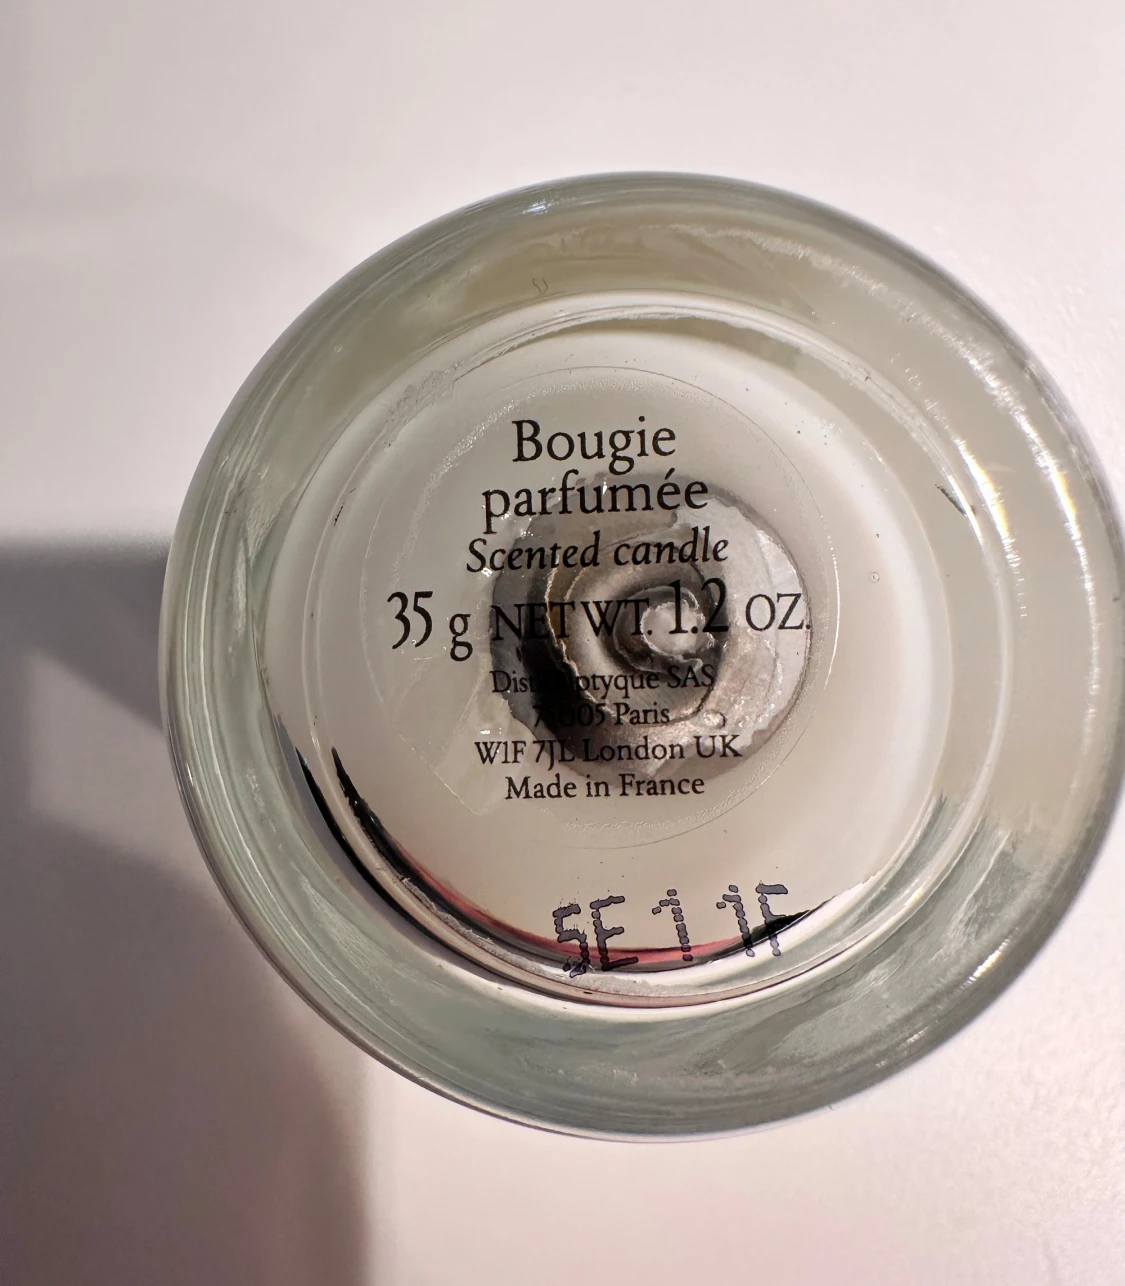 Bougie
parfumée
Scented candle
35 g NET WT. 1.2 OZ.
SAS
Paris
W1F 7JL London UK
Made in France
5E11F